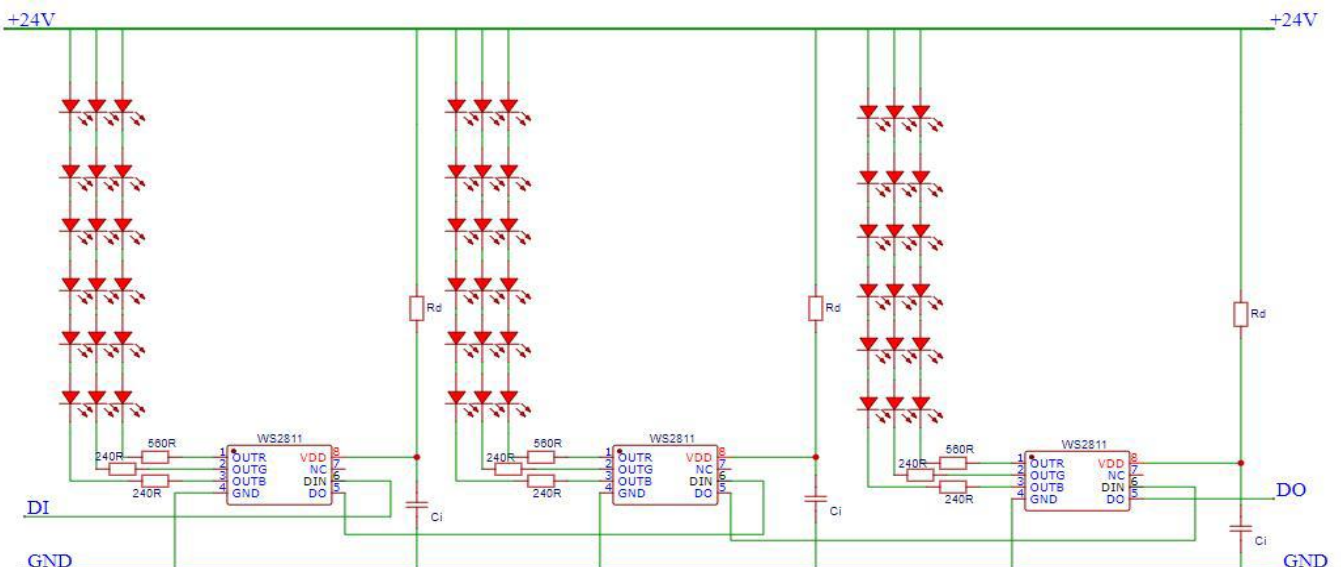 +24V +24V
Rd Rd Rd
WS2811 WS2811 WS2811
560R 1 OUTR VDD 8 560R 1 OUTR VDD 8 560R 1 OUTR VDD 8
240R 2 OUTG NC 7 240R 2 OUTG NC 7 240R 2 OUTG NC 7
3 OUTB DIN 6 3 OUTB DIN 6 3 OUTB DIN 6
240R 4 GND DO 5 240R 4 GND DO 5 240R 4 GND DO 5
DI DO
Ci Ci Ci
GND GND